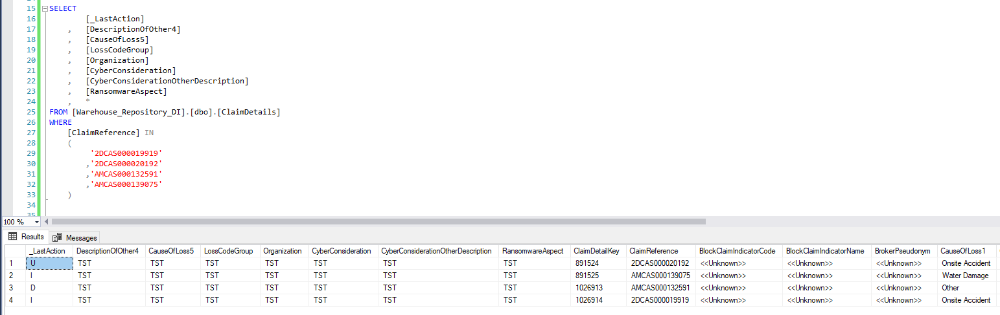 15 SELECT
16 [_LastAction]
17 , [DescriptionOfOther4]
18 , [CauseOfLoss5]
19 , [LossCodeGroup]
20 , [Organization]
21 , [CyberConsideration]
22 , [CyberConsiderationOtherDescription]
23 , [RansomwareAspect]
24 , *
25 FROM [Warehouse_Repository_DI].[dbo].[ClaimDetails]
26 WHERE
27 [ClaimReference] IN
28 (
29 '2DCAS000019919'
30 ,'2DCAS000020192'
31 ,'AMCAS000132591'
32 ,'AMCAS000139075'
33 )
34
35
100 %
Results Messages
_LastAction DescriptionOfOther4 CauseOfLoss5 LossCodeGroup Organization CyberConsideration CyberConsiderationOtherDescription RansomwareAspect ClaimDetailKey ClaimReference BlockClaimIndicatorCode BlockClaimIndicatorName BrokerPseudonym CauseOfLoss1
1 U TST TST TST TST TST TST TST 891524 2DCAS000020192 <<Unknown>> <<Unknown>> <<Unknown>> Onsite Accident
2 I TST TST TST TST TST TST TST 891525 AMCAS000139075 <<Unknown>> <<Unknown>> <<Unknown>> Water Damage
3 D TST TST TST TST TST TST TST 1026913 AMCAS000132591 <<Unknown>> <<Unknown>> <<Unknown>> Other
4 I TST TST TST TST TST TST TST 1026914 2DCAS000019919 <<Unknown>> <<Unknown>> <<Unknown>> Onsite Accident